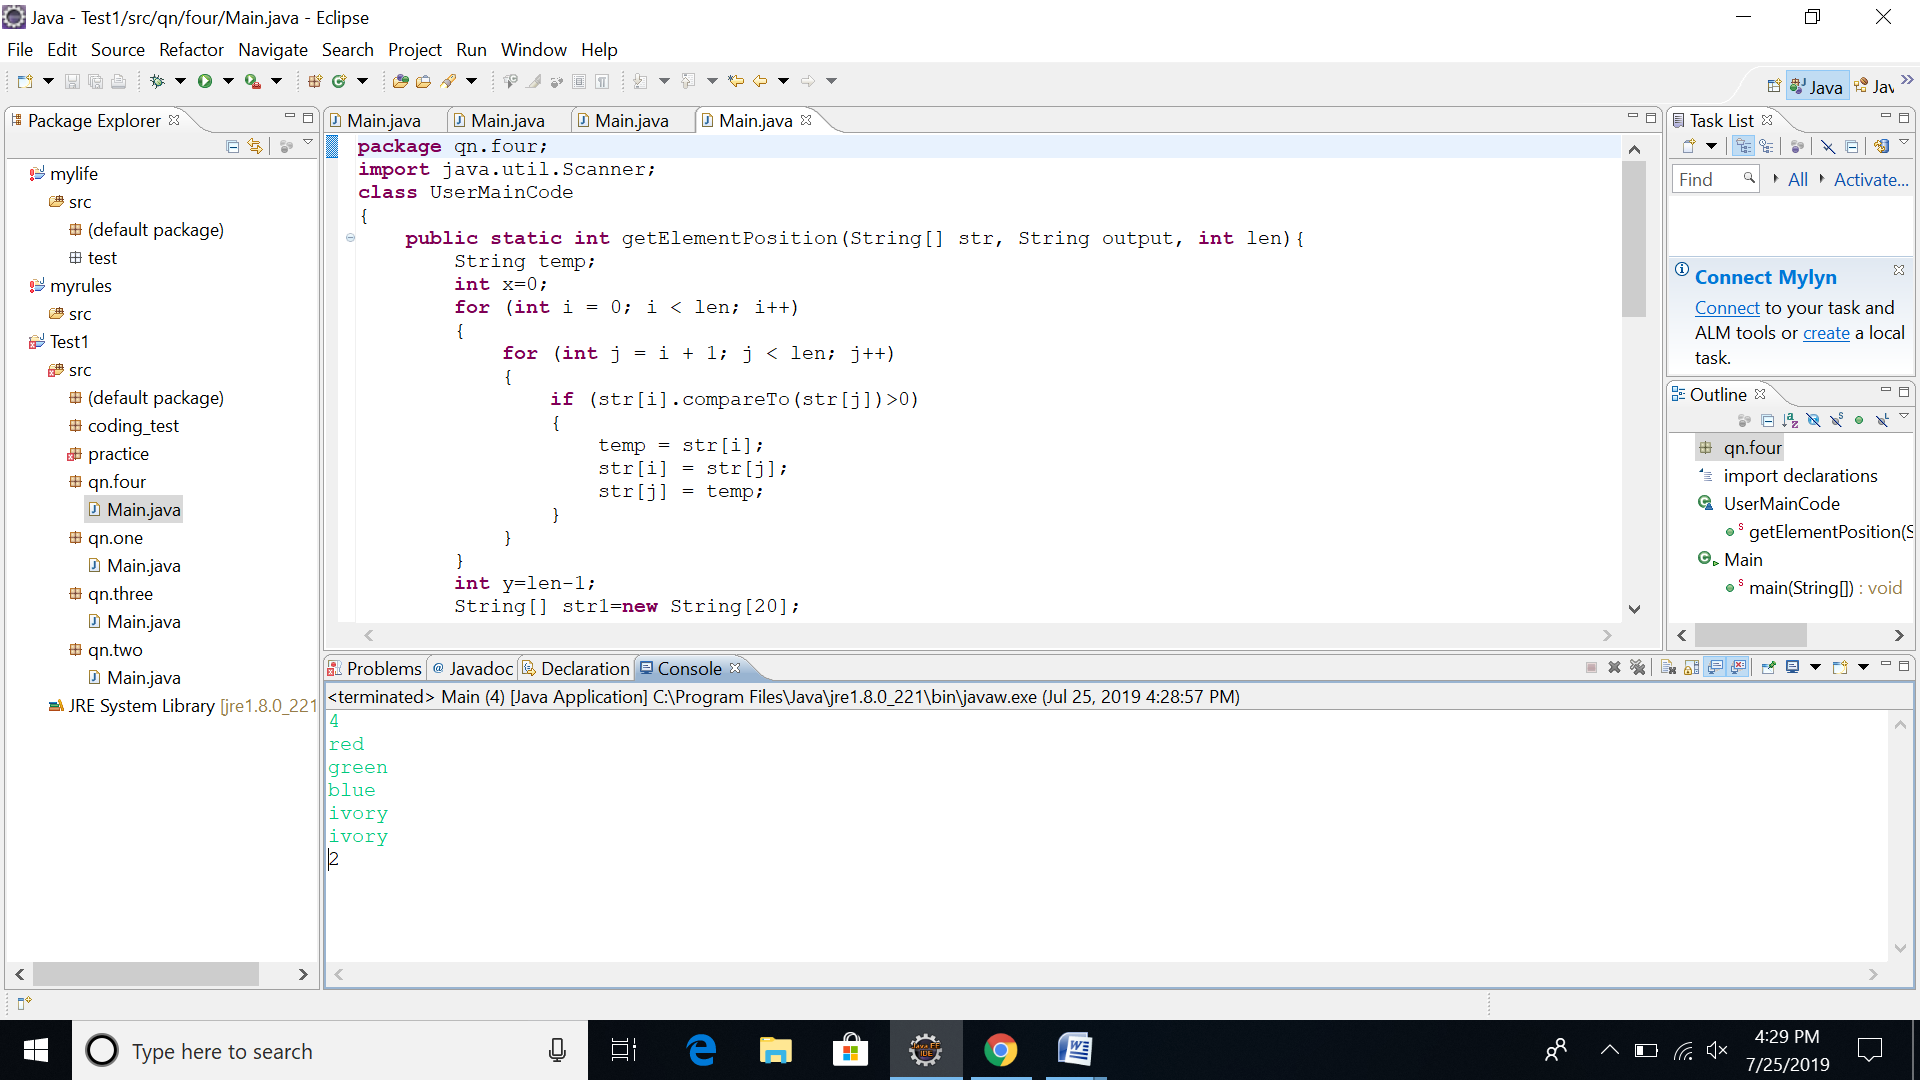 Java - Test1/src/qn/four/Main.java - Eclipse
File Edit Source Refactor Navigate Search Project Run Window Help
Java
Jav
Package Explorer
mylife
src
(default package)
test
myrules
src
Test1
src
(default package)
coding_test
practice
qn.four
Main.java
qn.one
Main.java
qn.three
Main.java
qn.two
Main.java
JRE System Library [jre1.8.0_221
Main.java Main.java Main.java Main.java
package qn.four;
import java.util.Scanner;
class UserMainCode
{
public static int getElementPosition(String[] str, String output, int len){
String temp;
int x=0;
for (int i = 0; i < len; i++)
{
for (int j = i + 1; j < len; j++)
{
if (str[i].compareTo(str[j])>0)
{
temp = str[i];
str[i] = str[j];
str[j] = temp;
}
}
}
int y=len-1;
String[] str1=new String[20];
Task List
Find All Activate...
Connect Mylyn
Connect to your task and
ALM tools or create a local
task.
Outline
qn.four
import declarations
UserMainCode
getElementPosition(S
Main
main(String[]) : void
Problems @ Javadoc Declaration Console
<terminated> Main (4) [Java Application] C:\Program Files\Java\jre1.8.0_221\bin\javaw.exe (Jul 25, 2019 4:28:57 PM)
4
red
green
blue
ivory
ivory
2
Type here to search
4:29 PM
7/25/2019